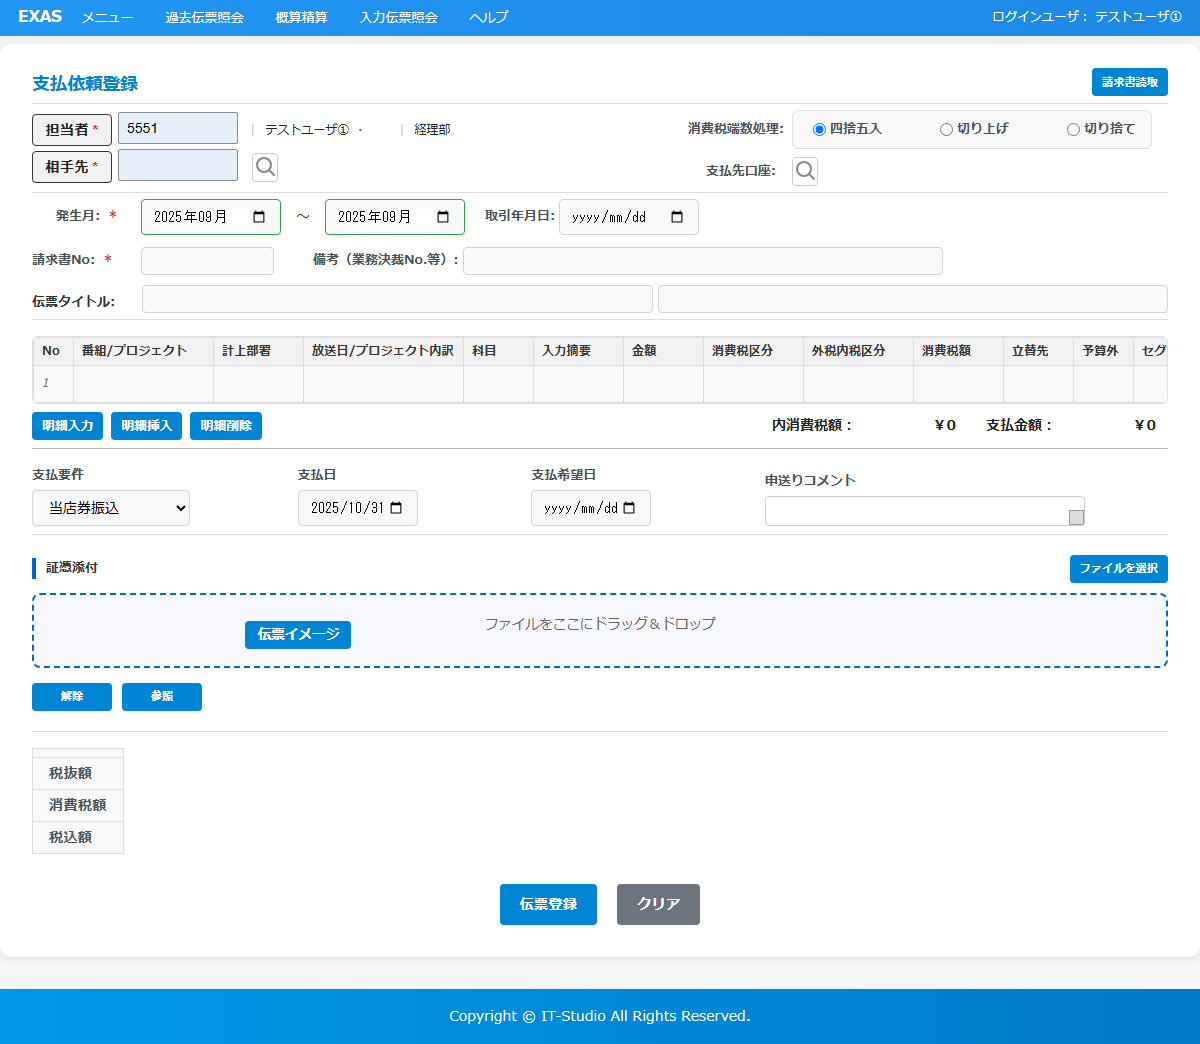 EXAS メニュー 過去伝票照会 概算精算 入力伝票照会 ヘルプ ログインユーザ： テストユーザ①
支払依頼登録 請求書読取
担当者* 5551 | テストユーザ① ・ | 経理部 消費税端数処理: 四捨五入 切り上げ 切り捨て
相手先* 支払先口座:
発生月: * 2025年09月 ～ 2025年09月 取引年月日: yyyy/mm/dd
請求書No: * 備考（業務決裁No.等）:
伝票タイトル:
No 番組/プロジェクト 計上部署 放送日/プロジェクト内訳 科目 入力摘要 金額 消費税区分 外税内税区分 消費税額 立替先 予算外 セグ
1
明細入力 明細挿入 明細削除 内消費税額： ¥0 支払金額： ¥0
支払要件 支払日 支払希望日 申送りコメント
当店券振込 2025/10/31 yyyy/mm/dd
証憑添付 ファイルを選択
伝票イメージ ファイルをここにドラッグ＆ドロップ
解除 参照
税抜額
消費税額
税込額
伝票登録 クリア
Copyright © IT-Studio All Rights Reserved.